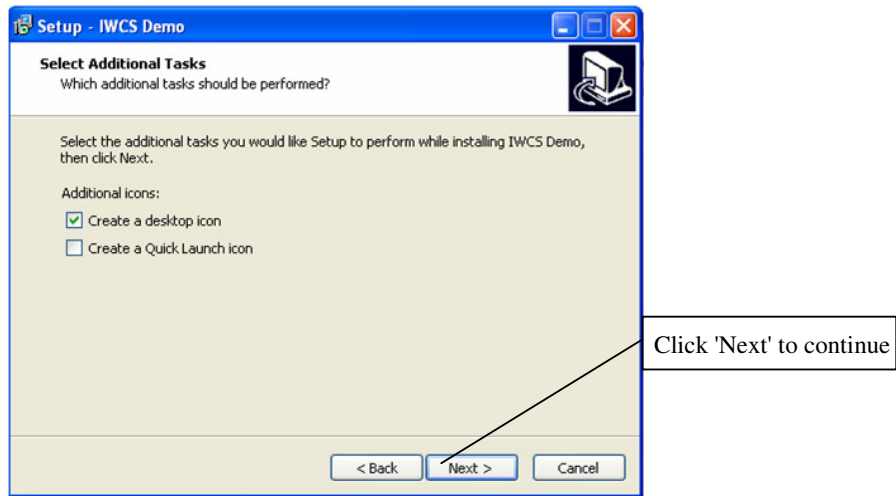 Setup - IWCS Demo
Select Additional Tasks
Which additional tasks should be performed?
Select the additional tasks you would like Setup to perform while installing IWCS Demo,
then click Next.
Additional icons:
Create a desktop icon
Create a Quick Launch icon
Click 'Next' to continue
< Back Next > Cancel